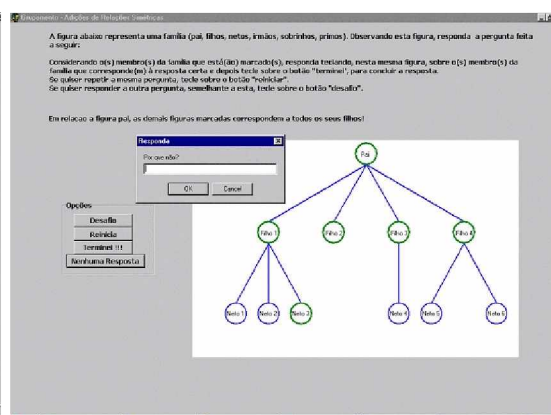 Grupamento - Adições de Relações Simétricas
A figura abaixo representa uma família (pai, filhos, netos, irmãos, sobrinhos, primos). Observando esta figura, responda a pergunta feita
a seguir:
Considerando o(s) membro(s) da família que está(ão) marcado(s), responda teclando, nesta mesma figura, sobre o(s) membro(s) da
família que corresponde(m) à resposta certa e depois tecle sobre o botão "terminei", para concluir a resposta.
Se quiser repetir a mesma pergunta, tecle sobre o botão "reiniciar".
Se quiser responder a outra pergunta, semelhante a esta, tecle sobre o botão "desafio".
Em relacao a figura pai, as demais figuras marcadas correspondem a todos os seus filhos!
Responda
Por que não?
OK Cancel
Pai
Opções
Desafio
Reinicia
Terminei !!!
Nenhuma Resposta
Filho 1 Filho 2 Filho 3 Filho 4
Neto 1 Neto 2 Neto 3 Neto 4 Neto 5 Neto 6